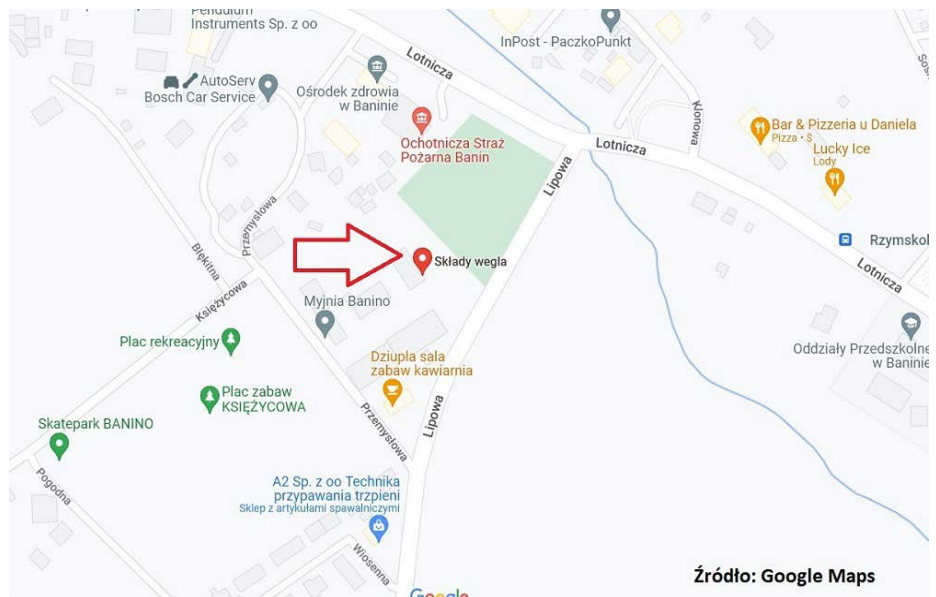 Pendulum
Instruments Sp. z oo
InPost - PaczkoPunkt
Lotnicza
AutoServ
Bosch Car Service
Ośrodek zdrowia
w Baninie
Ochotnicza Straż
Pożarna Banin
Klonowa
Bar & Pizzeria u Daniela
Pizza • $
Lucky Ice
Lody
Lotnicza
Lipowa
Przemysłowa
Błękitna
Składy wegla
Rzymskol
Lotnicza
Księżycowa
Myjnia Banino
Plac rekreacyjny
Dziupla sala
zabaw kawiarnia
Oddziały Przedszkolne
w Baninie
Plac zabaw
KSIĘŻYCOWA
Skatepark BANINO
Przemysłowa
Lipowa
Pogodna
A2 Sp. z oo Technika
przypawania trzpieni
Sklep z artykułami spawalniczymi
Wiosenna
Google
Źródło: Google Maps